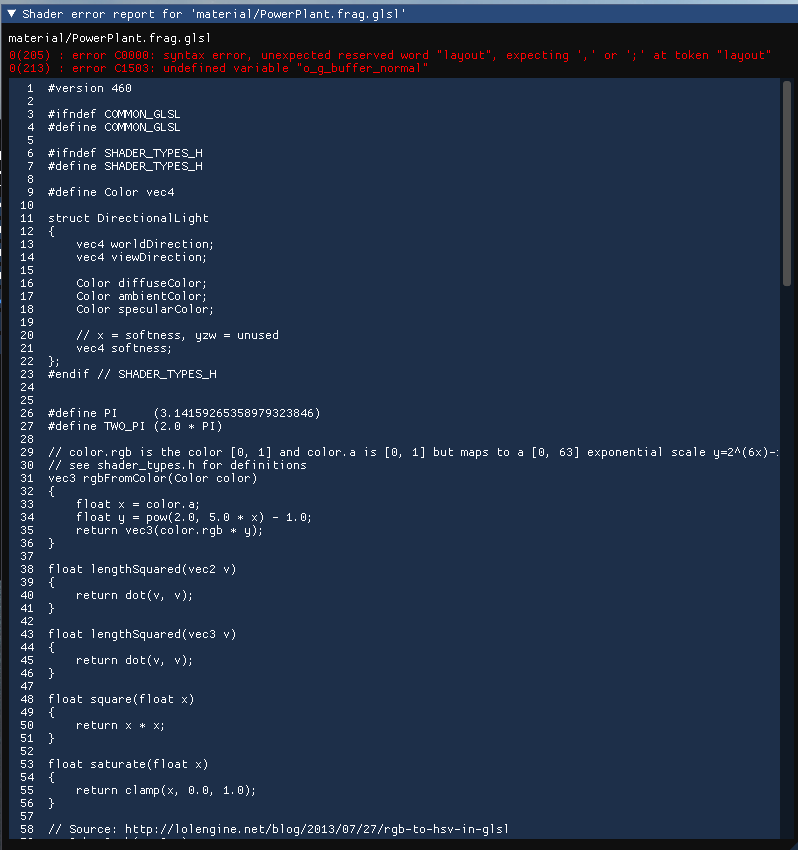 ▼ Shader error report for 'material/PowerPlant.frag.glsl'
material/PowerPlant.frag.glsl
0(205) : error C0000: syntax error, unexpected reserved word "layout", expecting ',' or ';' at token "layout"
0(213) : error C1503: undefined variable "o_g_buffer_normal"
1 #version 460
2
3 #ifndef COMMON_GLSL
4 #define COMMON_GLSL
5
6 #ifndef SHADER_TYPES_H
7 #define SHADER_TYPES_H
8
9 #define Color vec4
10
11 struct DirectionalLight
12 {
13     vec4 worldDirection;
14     vec4 viewDirection;
15
16     Color diffuseColor;
17     Color ambientColor;
18     Color specularColor;
19
20     // x = softness, yzw = unused
21     vec4 softness;
22 };
23 #endif // SHADER_TYPES_H
24
25
26 #define PI     (3.14159265358979323846)
27 #define TWO_PI (2.0 * PI)
28
29 // color.rgb is the color [0, 1] and color.a is [0, 1] but maps to a [0, 63] exponential scale y=2^(6x)-
30 // see shader_types.h for definitions
31 vec3 rgbFromColor(Color color)
32 {
33     float x = color.a;
34     float y = pow(2.0, 5.0 * x) - 1.0;
35     return vec3(color.rgb * y);
36 }
37
38 float lengthSquared(vec2 v)
39 {
40     return dot(v, v);
41 }
42
43 float lengthSquared(vec3 v)
44 {
45     return dot(v, v);
46 }
47
48 float square(float x)
49 {
50     return x * x;
51 }
52
53 float saturate(float x)
54 {
55     return clamp(x, 0.0, 1.0);
56 }
57
58 // Source: http://lolengine.net/blog/2013/07/27/rgb-to-hsv-in-glsl